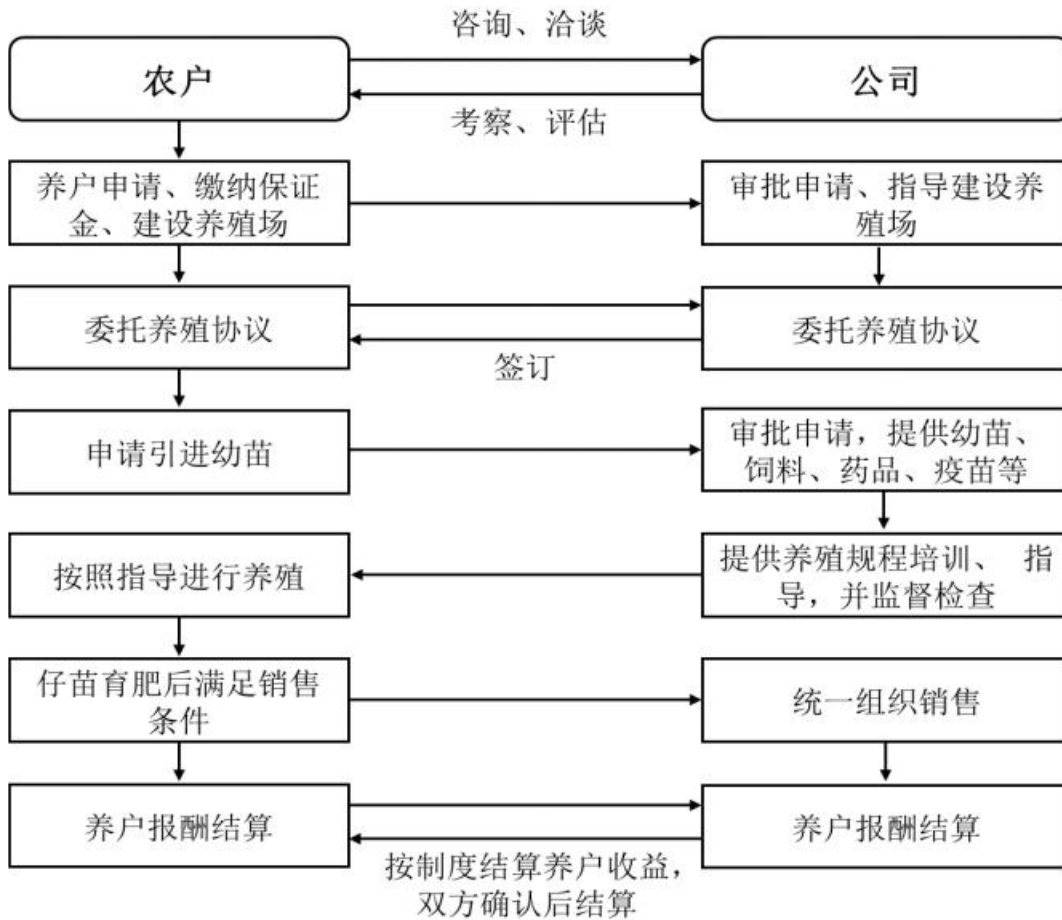 咨询、洽谈
农户
公司
考察、评估
养户申请、缴纳保证
金、建设养殖场
审批申请、指导建设养
殖场
委托养殖协议
委托养殖协议
签订
申请引进幼苗
审批申请，提供幼苗、
饲料、药品、疫苗等
按照指导进行养殖
提供养殖规程培训、 指
导，并监督检查
仔苗育肥后满足销售
条件
统一组织销售
养户报酬结算
养户报酬结算
按制度结算养户收益，
双方确认后结算